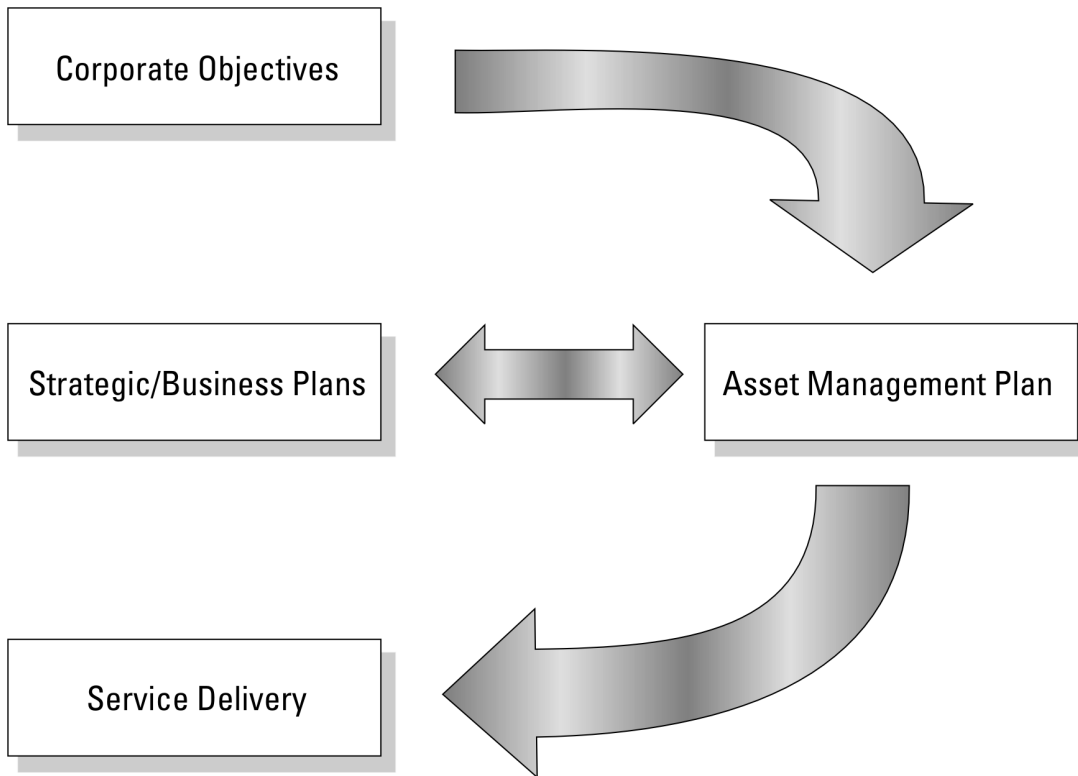 Corporate Objectives
Strategic/Business Plans
Asset Management Plan
Service Delivery